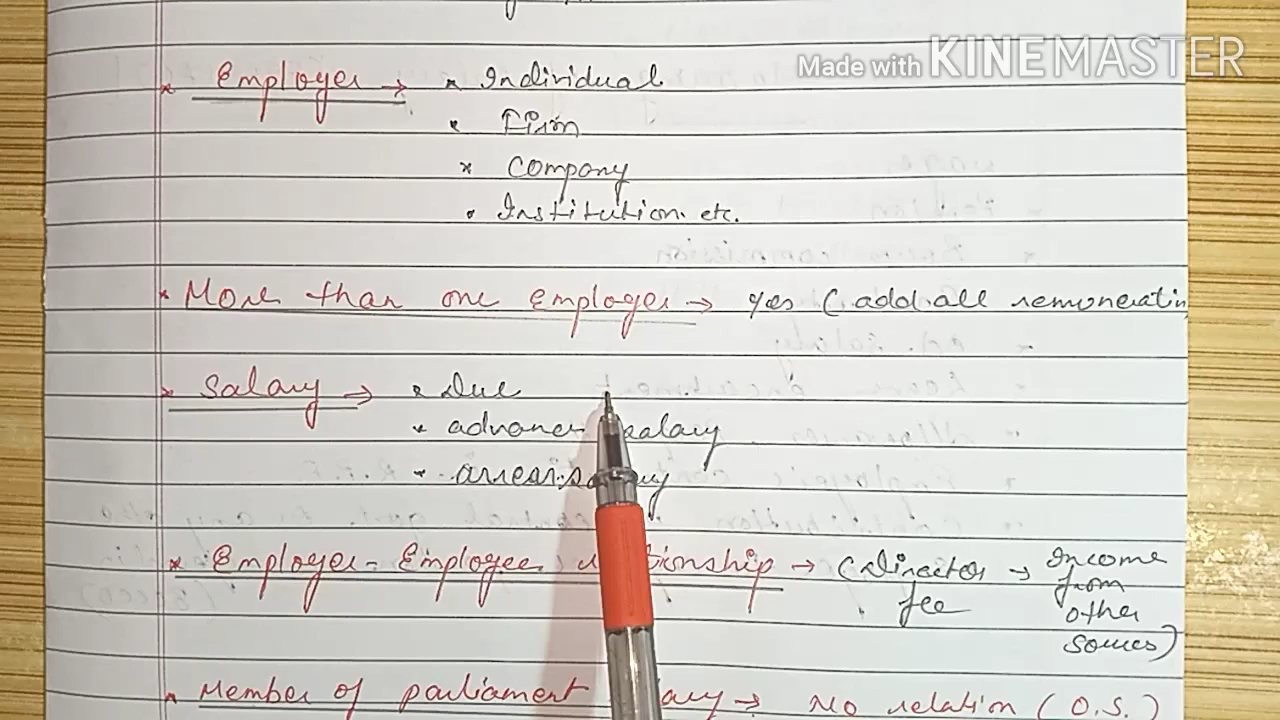 Made with KINEMASTER
* Employer → * Individual
* Firm
* Company
• Institution. etc.
* More than one employer → yes (add all remoneratin
* Salary → * Due
* advance salary
* arrear salary
* Employer - Employee relationship → (director fee → income from other sources)
* Member of parliament salary → No relation (O.S.)